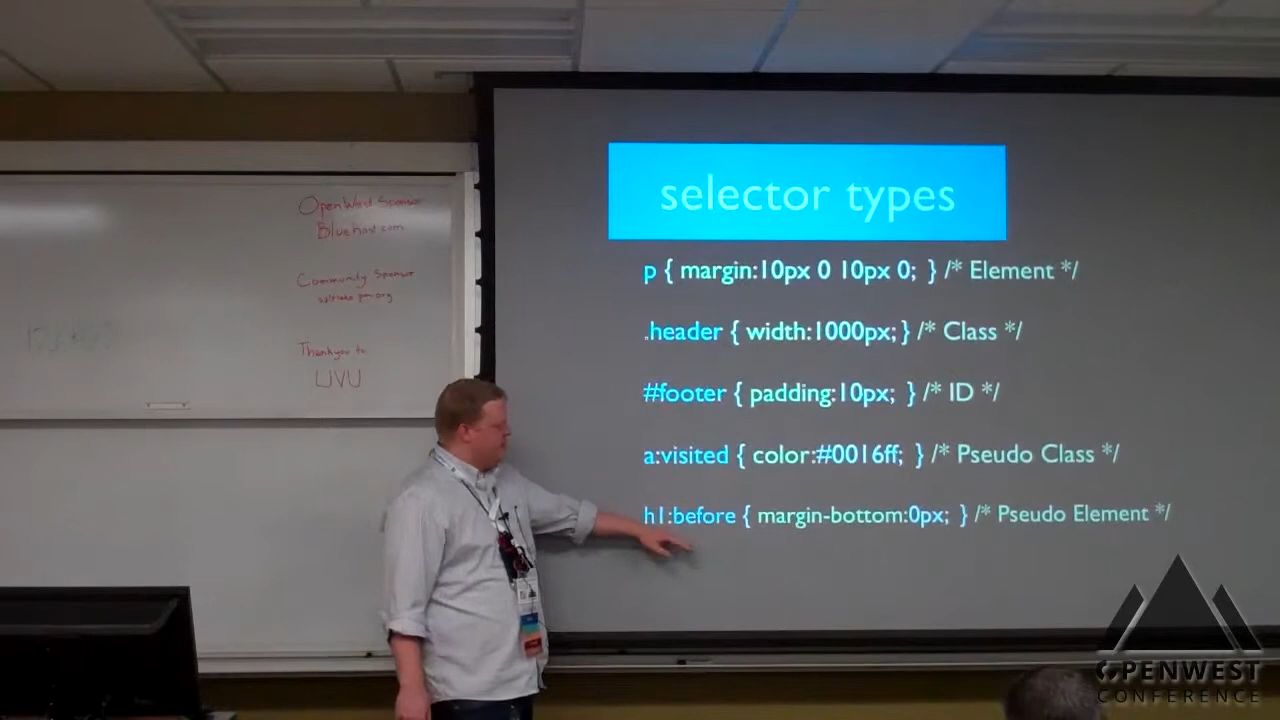 OpenWest Sponsor
Bluehost.com
Community Sponsor
Thankyou to
UVU
selector types
p { margin:10px 0 10px 0; } /* Element */
.header { width:1000px; } /* Class */
#footer { padding:10px; } /* ID */
a:visited { color:#0016ff; } /* Pseudo Class */
h1:before { margin-bottom:0px; } /* Pseudo Element */
OPENWEST
CONFERENCE